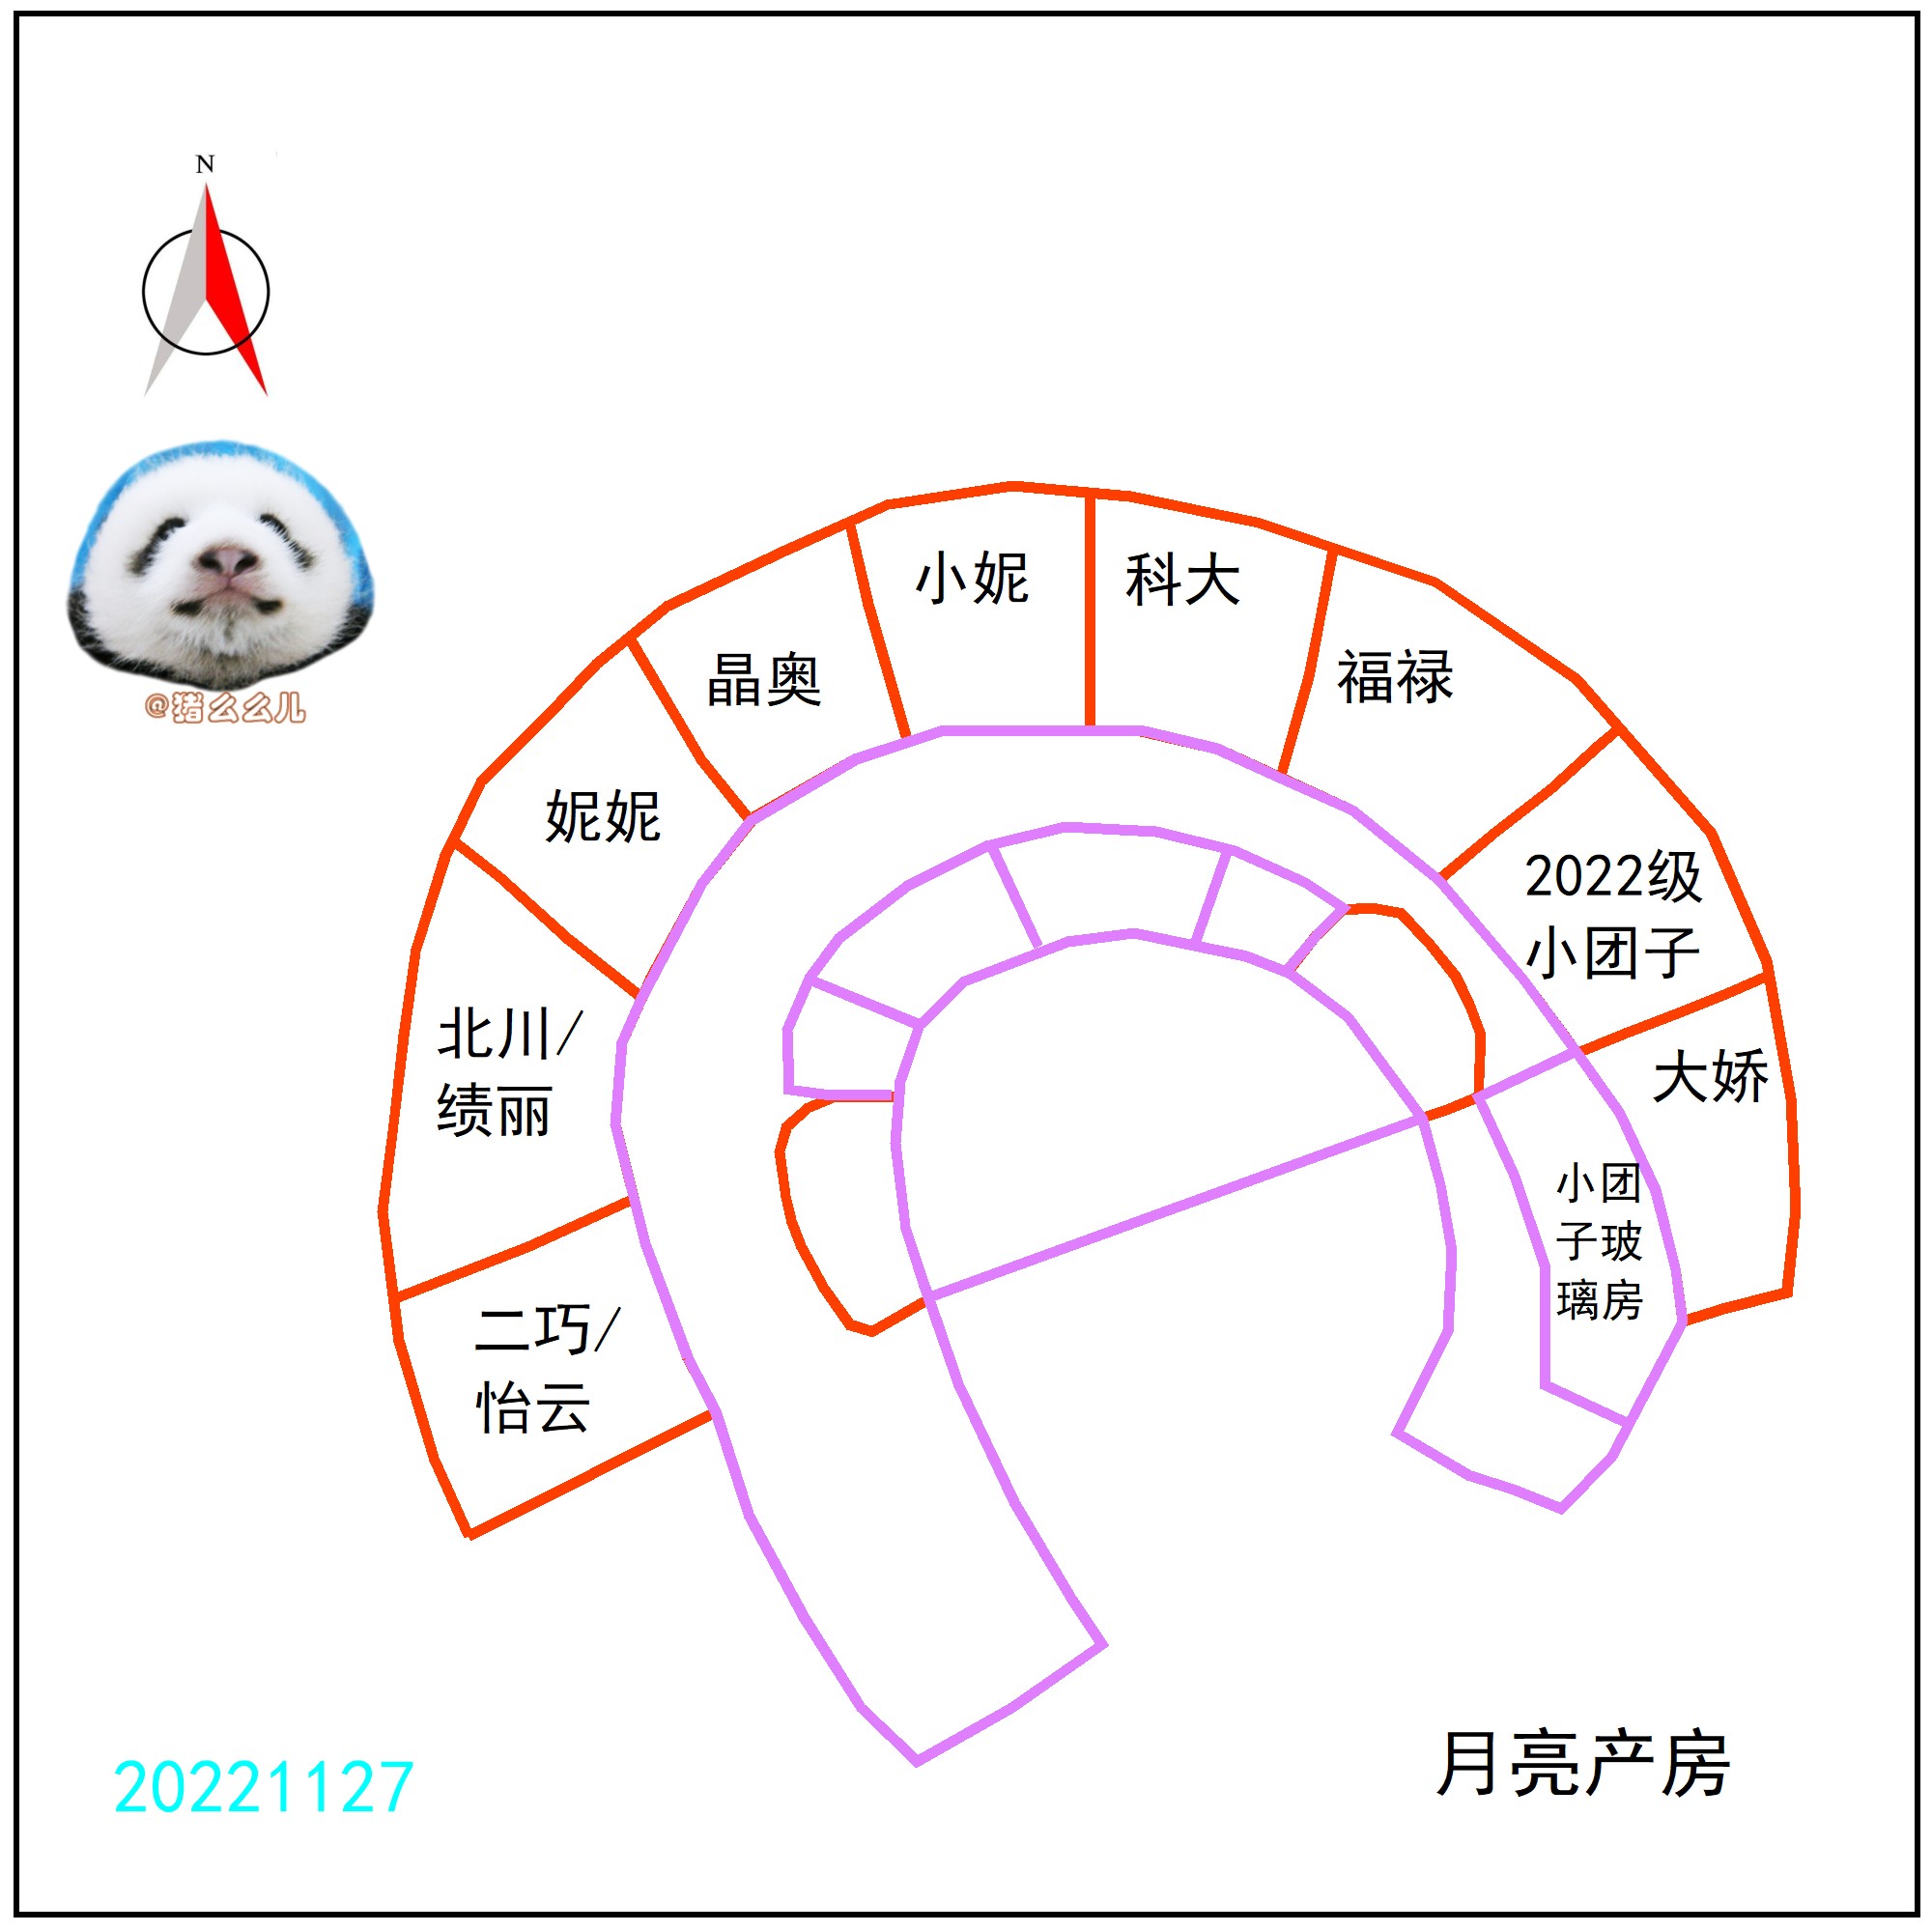 N
@猪么么儿
小妮
科大
晶奥
福禄
妮妮
2022级
小团子
北川/
绩丽
大娇
小团
子玻
璃房
二巧/
怡云
月亮产房
20221127